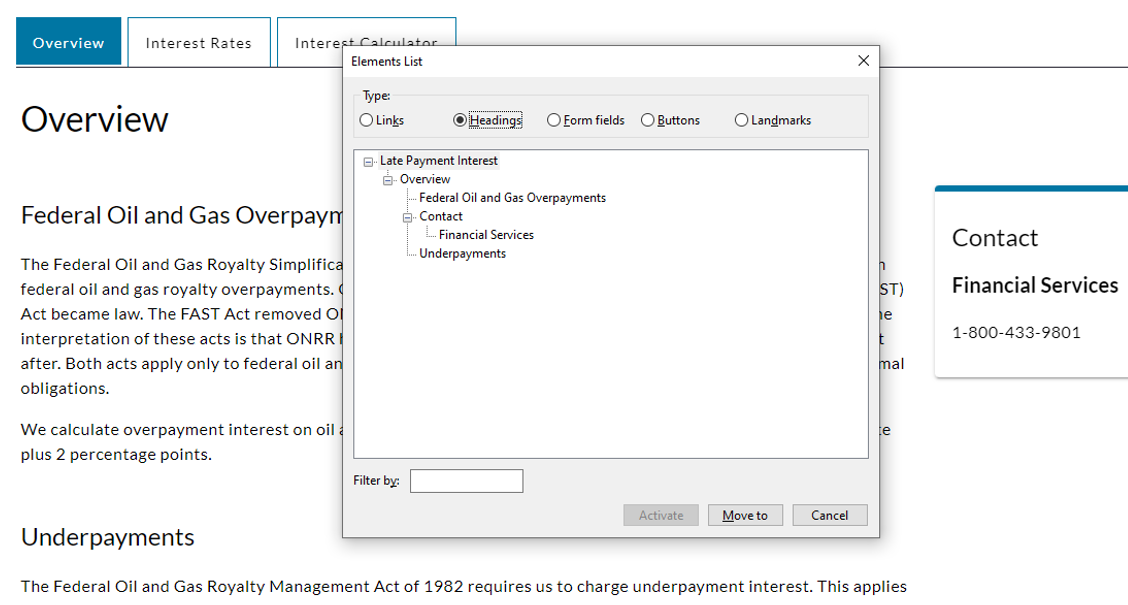 Overview
Interest Rates
Interest Calculator
Overview
Federal Oil and Gas
The Federal Oil and Gas Royalty
federal oil and gas royalty overpayments.
Act became law. The FAST Act removed
interpretation of these acts is that ONRR
after. Both acts apply only to federal oil
obligations.
We calculate overpayment interest on oil
plus 2 percentage points.
Underpayments
The Federal Oil and Gas Royalty Management Act of 1982 requires us to charge underpayment interest. This applies
Elements List
Type:
Links
Headings
Form fields
Buttons
Landmarks
Late Payment Interest
Overview
Federal Oil and Gas Overpayments
Contact
Financial Services
Underpayments
Filter by:
Activate
Move to
Cancel
Contact
Financial Services
1-800-433-9801